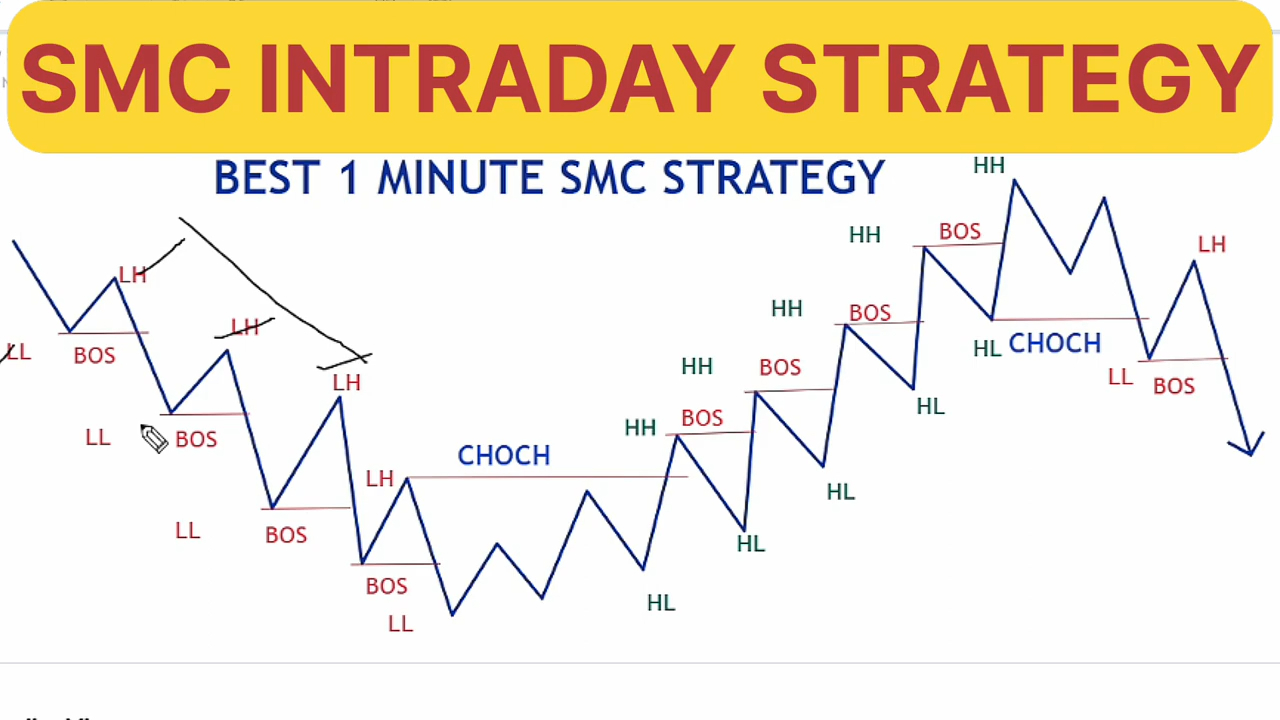 SMC INTRADAY STRATEGY
BEST 1 MINUTE SMC STRATEGY
HH
HH
BOS
LH
LH
HH
BOS
LH
LL
BOS
HH
BOS
HL
CHOCH
LH
LL
BOS
HL
HH
BOS
LL
BOS
CHOCH
LH
HL
LL
BOS
HL
BOS
LL
HL